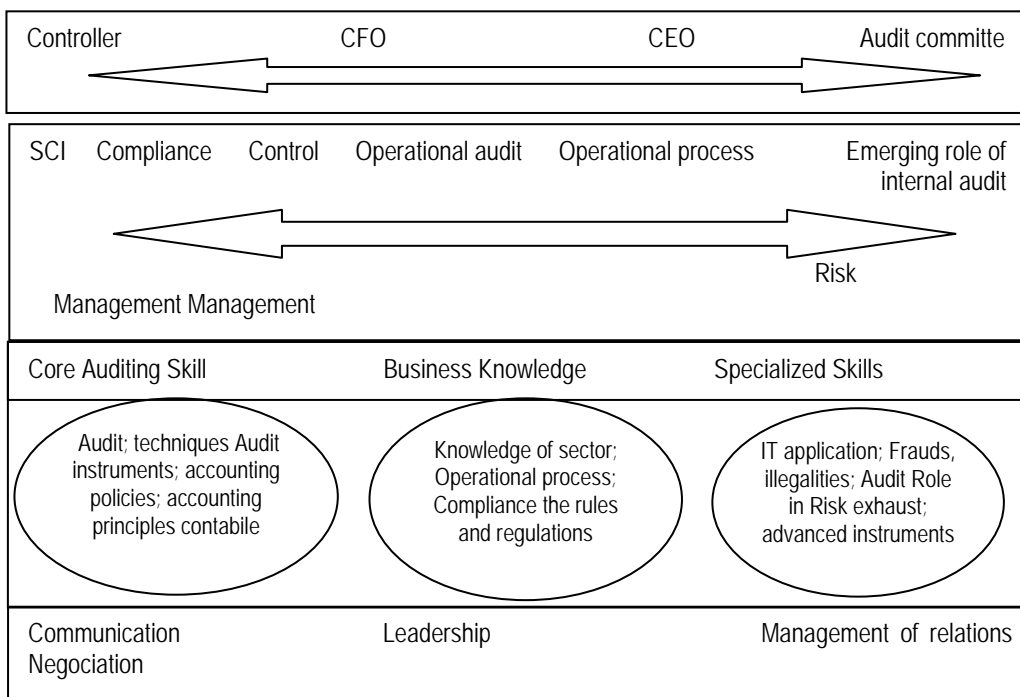 Controller CFO CEO Audit committe
SCI Compliance Control Operational audit Operational process Emerging role of
internal audit
Risk
Management Management
Core Auditing Skill Business Knowledge Specialized Skills
Audit; techniques Audit
instruments; accounting
policies; accounting
principles contabile
Knowledge of sector;
Operational process;
Compliance the rules
and regulations
IT application; Frauds,
illegalities; Audit Role
in Risk exhaust;
advanced instruments
Communication Leadership Management of relations
Negociation